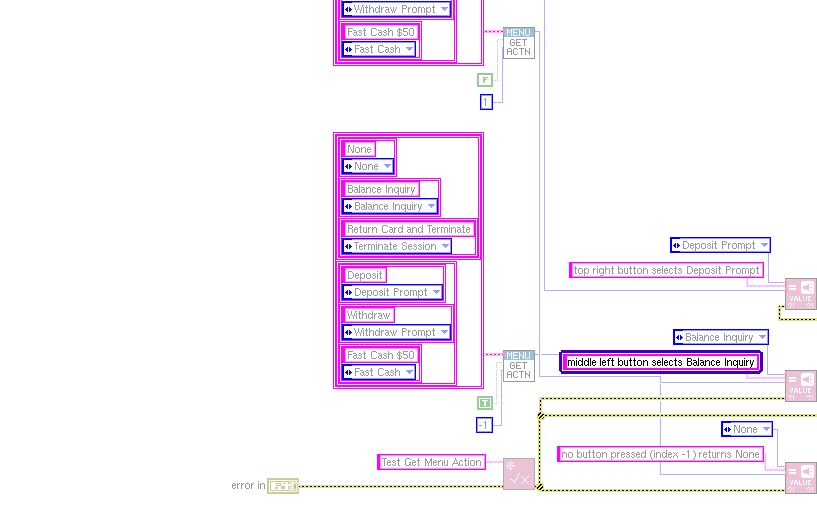 Withdraw Prompt
Fast Cash $50
Fast Cash
MENU
GET
ACTN
F
1
None
None
Balance Inquiry
Balance Inquiry
Return Card and Terminate
Terminate Session
Deposit
Deposit Prompt
Withdraw
Withdraw Prompt
Fast Cash $50
Fast Cash
MENU
GET
ACTN
T
-1
Deposit Prompt
top right button selects Deposit Prompt
=
VALUE
?! ?!
Balance Inquiry
middle left button selects Balance Inquiry
=
VALUE
?! ?!
None
no button pressed (index -1) returns None
=
VALUE
?! ?!
Test Get Menu Action
√x
error in